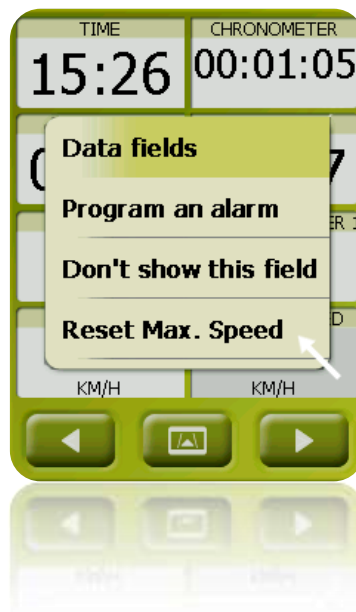 TIME
CHRONOMETER
15:26
00:01:05
Data fields
Program an alarm
Don't show this field
Reset Max. Speed
KM/H
KM/H